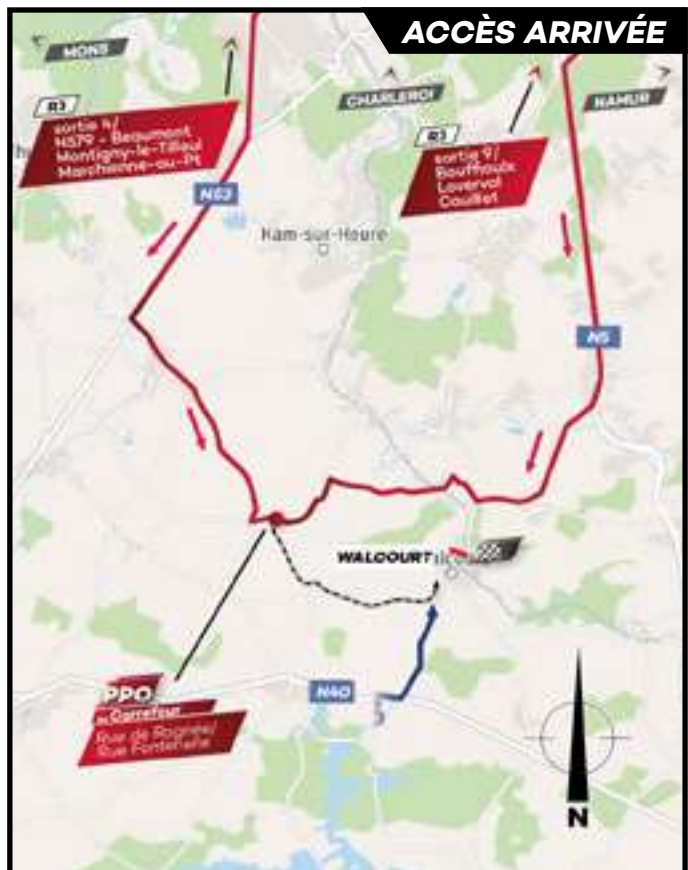 ACCÈS ARRIVÉE
MONS
R3
sortie 4/
N579 - Beaumont
Montigny-le-Tilleul
Marchienne-au-Pt
CHARLEROI
NAMUR
R3
sortie 9/
Bouffioulx
Loverval
Couillet
N53
Ham-sur-Heure
N5
WALCOURT
PPO
Carrefour
Rue de Rognée/
Rue Fontenelle
N40
N